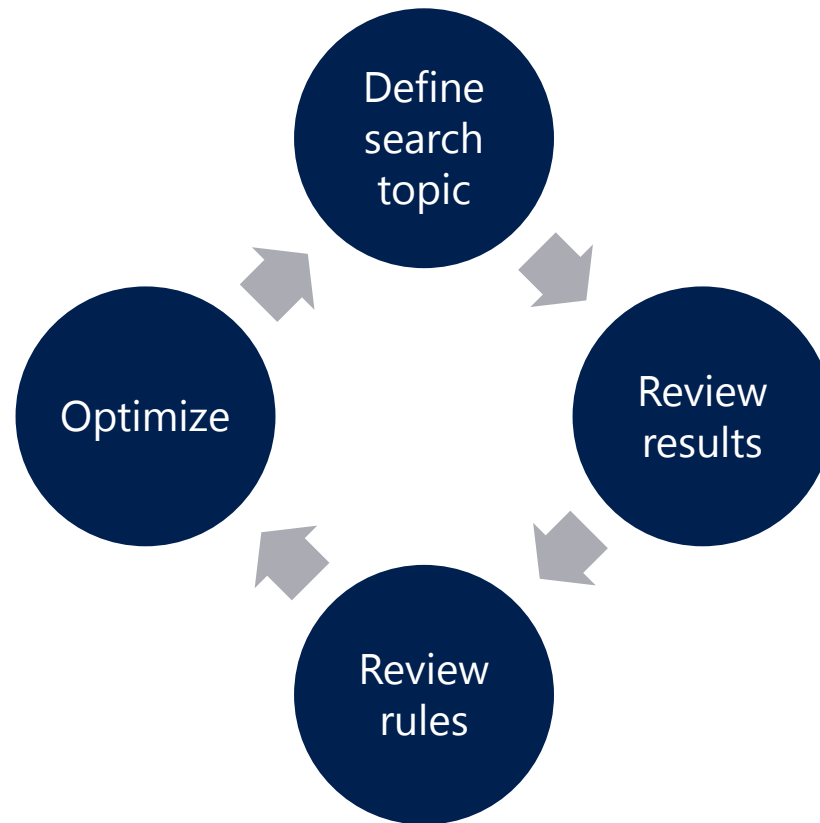 Define
search
topic
Review
results
Review
rules
Optimize